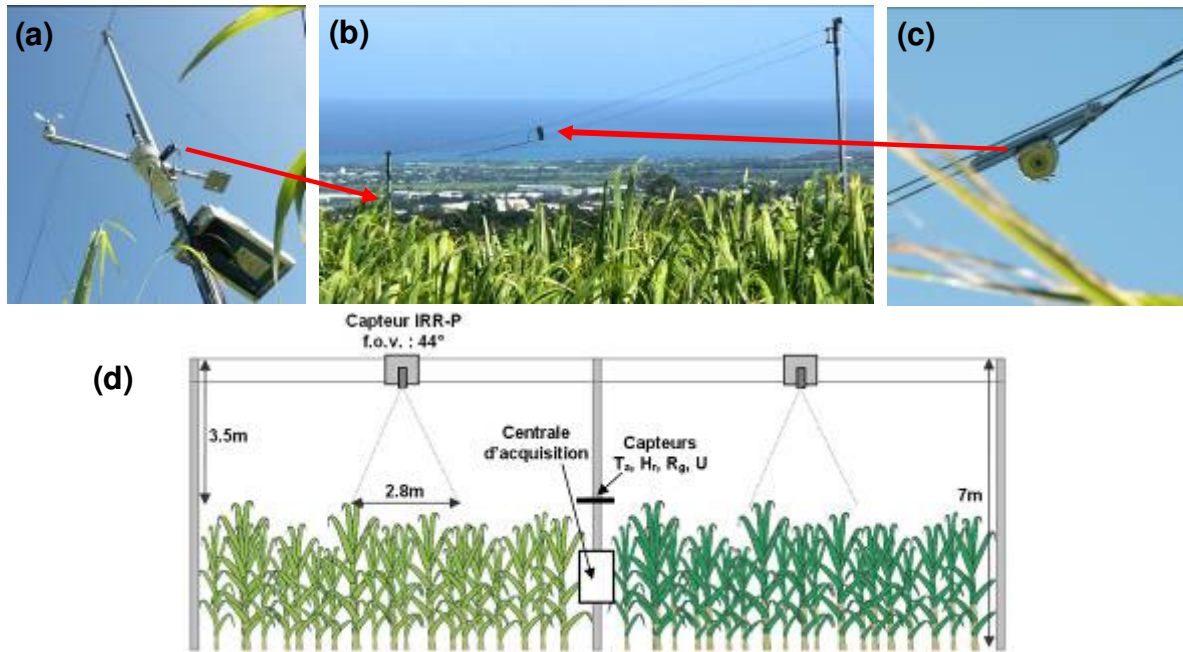 (a)
(b)
(c)
Capteur IRR-P
f.o.v. : 44°
(d)
3.5m
Centrale
d'acquisition
Capteurs
Tₐ, Hᵣ, R_g, U
2.8m
7m